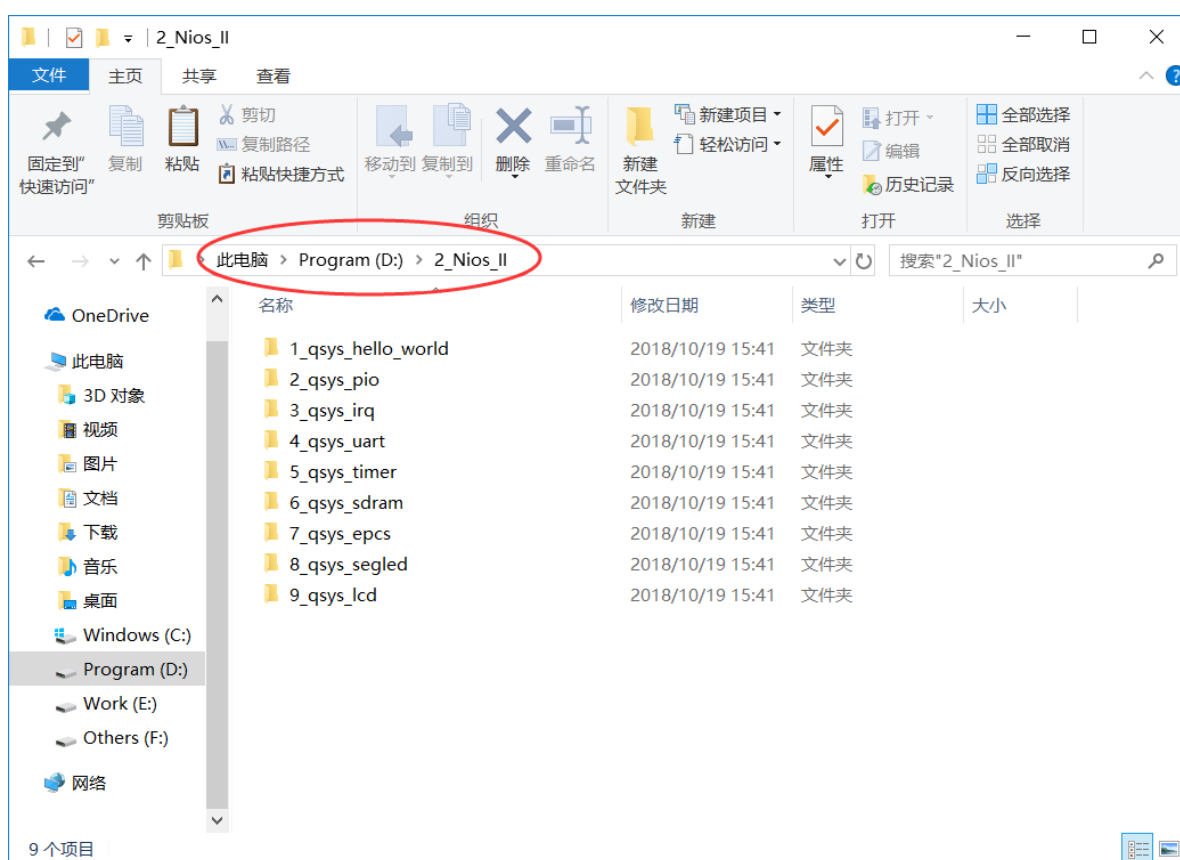 2_Nios_II
文件 主页 共享 查看
固定到"快速访问"
复制
粘贴
剪切
复制路径
粘贴快捷方式
剪贴板
移动到
复制到
删除
重命名
组织
新建文件夹
新建项目
轻松访问
新建
属性
打开
编辑
历史记录
打开
全部选择
全部取消
反向选择
选择
此电脑 > Program (D:) > 2_Nios_II
搜索"2_Nios_II"
OneDrive
此电脑
3D 对象
视频
图片
文档
下载
音乐
桌面
Windows (C:)
Program (D:)
Work (E:)
Others (F:)
网络
名称 修改日期 类型 大小
1_qsys_hello_world 2018/10/19 15:41 文件夹
2_qsys_pio 2018/10/19 15:41 文件夹
3_qsys_irq 2018/10/19 15:41 文件夹
4_qsys_uart 2018/10/19 15:41 文件夹
5_qsys_timer 2018/10/19 15:41 文件夹
6_qsys_sdram 2018/10/19 15:41 文件夹
7_qsys_epcs 2018/10/19 15:41 文件夹
8_qsys_segled 2018/10/19 15:41 文件夹
9_qsys_lcd 2018/10/19 15:41 文件夹
9 个项目